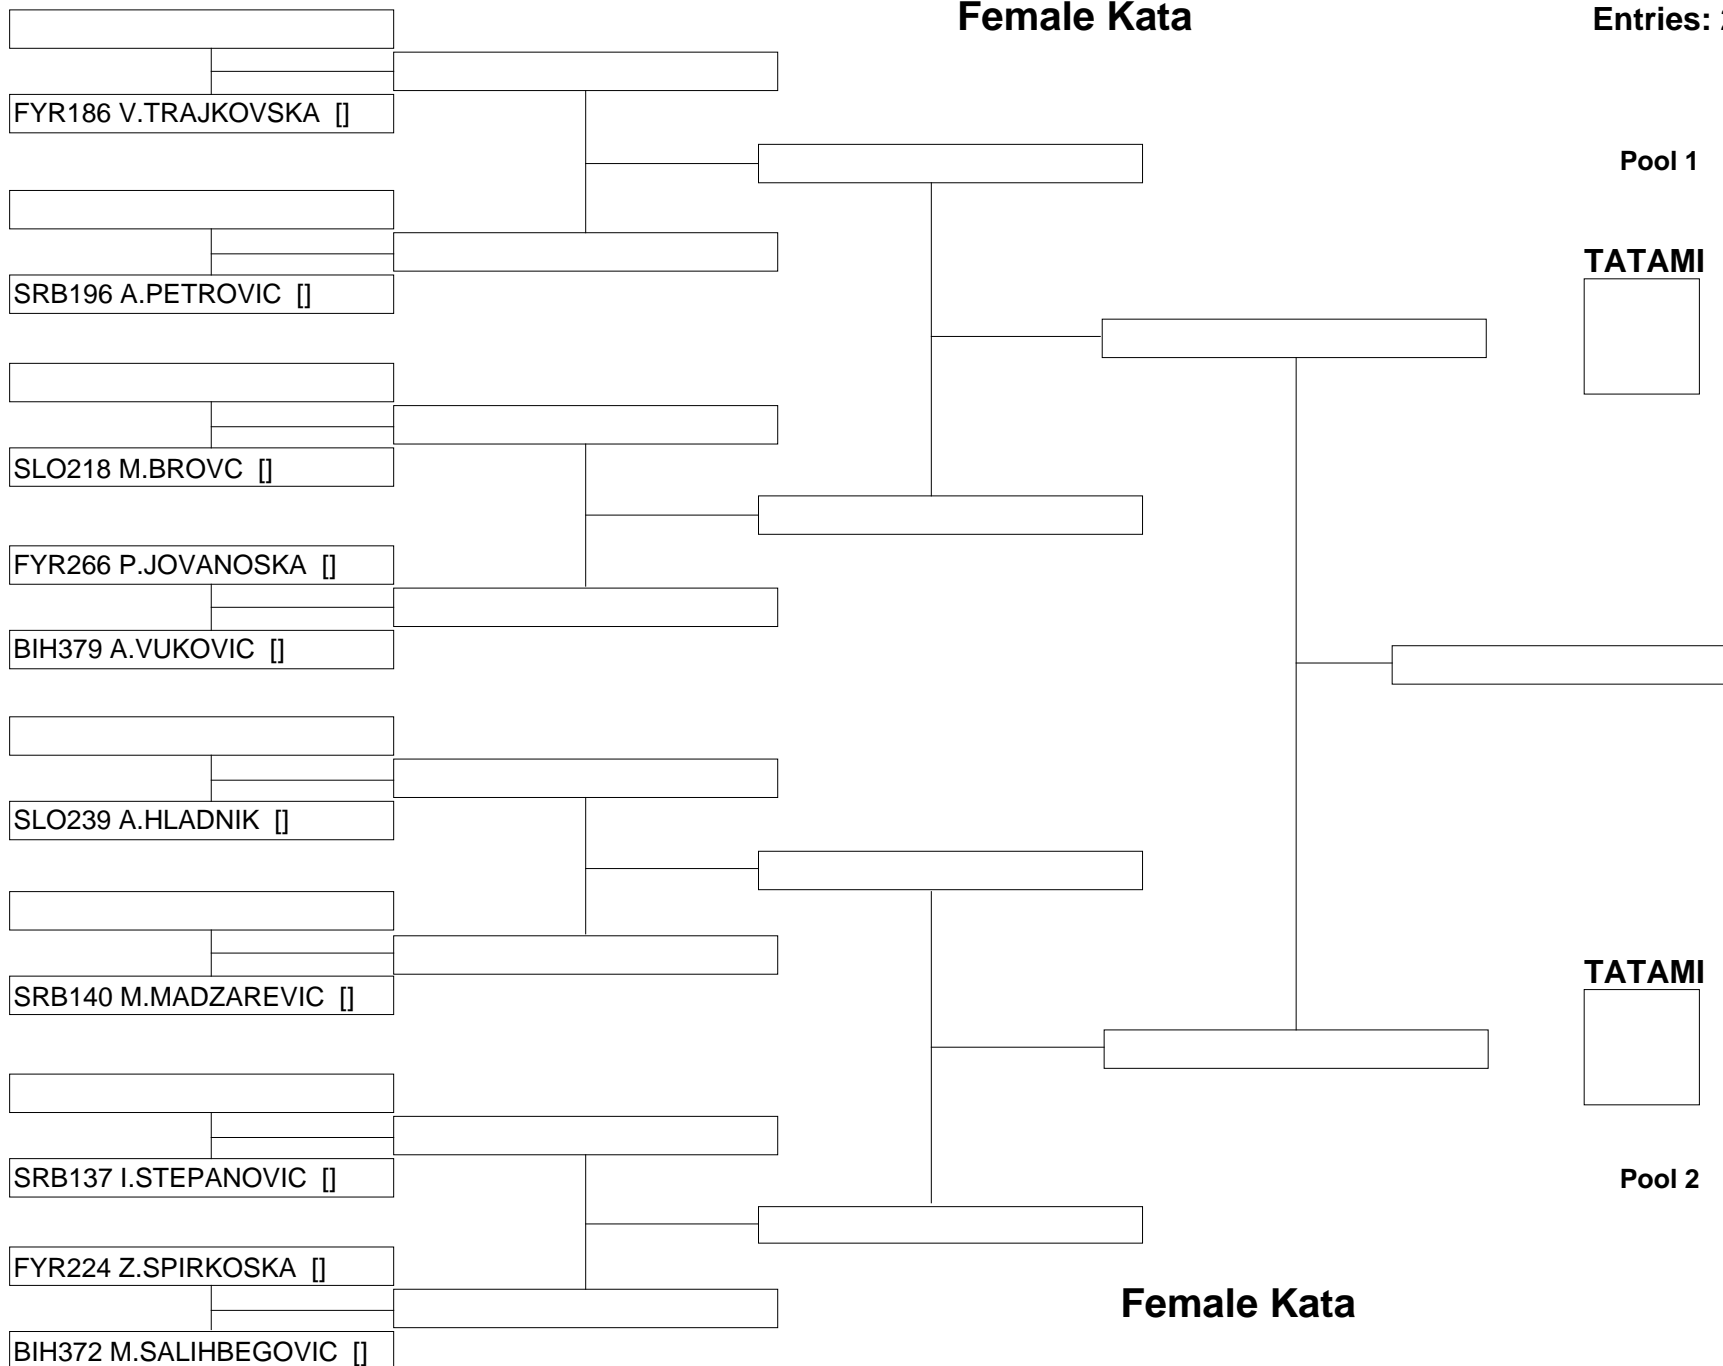 Female Kata
Entries: 2
FYR186 V.TRAJKOVSKA []
Pool 1
SRB196 A.PETROVIC []
TATAMI
SLO218 M.BROVC []
FYR266 P.JOVANOSKA []
BIH379 A.VUKOVIC []
SLO239 A.HLADNIK []
SRB140 M.MADZAREVIC []
TATAMI
SRB137 I.STEPANOVIC []
Pool 2
FYR224 Z.SPIRKOSKA []
Female Kata
BIH372 M.SALIHBEGOVIC []